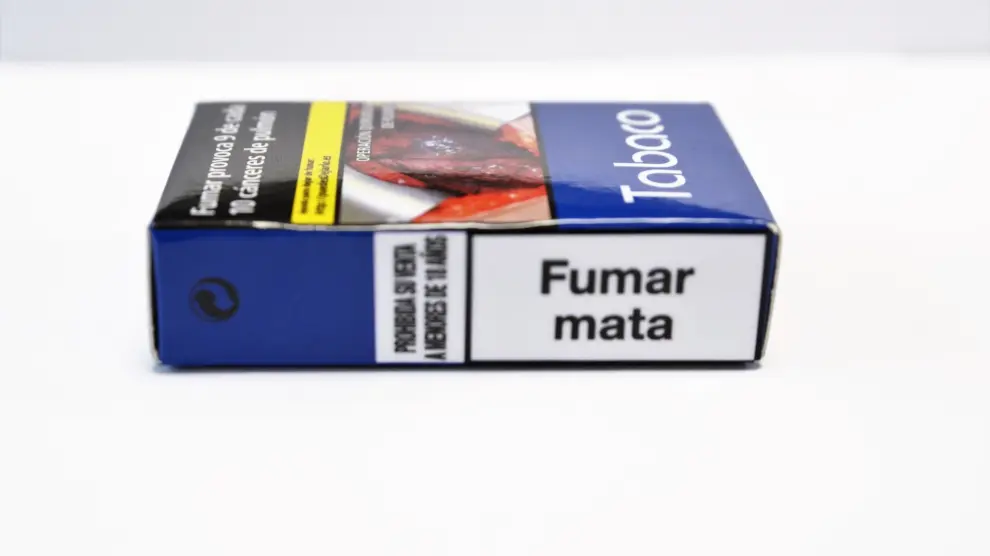 Fumar provoca 9 de cada
10 cánceres de pulmón
OPERACIÓN
Tabaco
PROHIBIDA SU VENTA
A MENORES DE 18 AÑOS
Fumar
mata